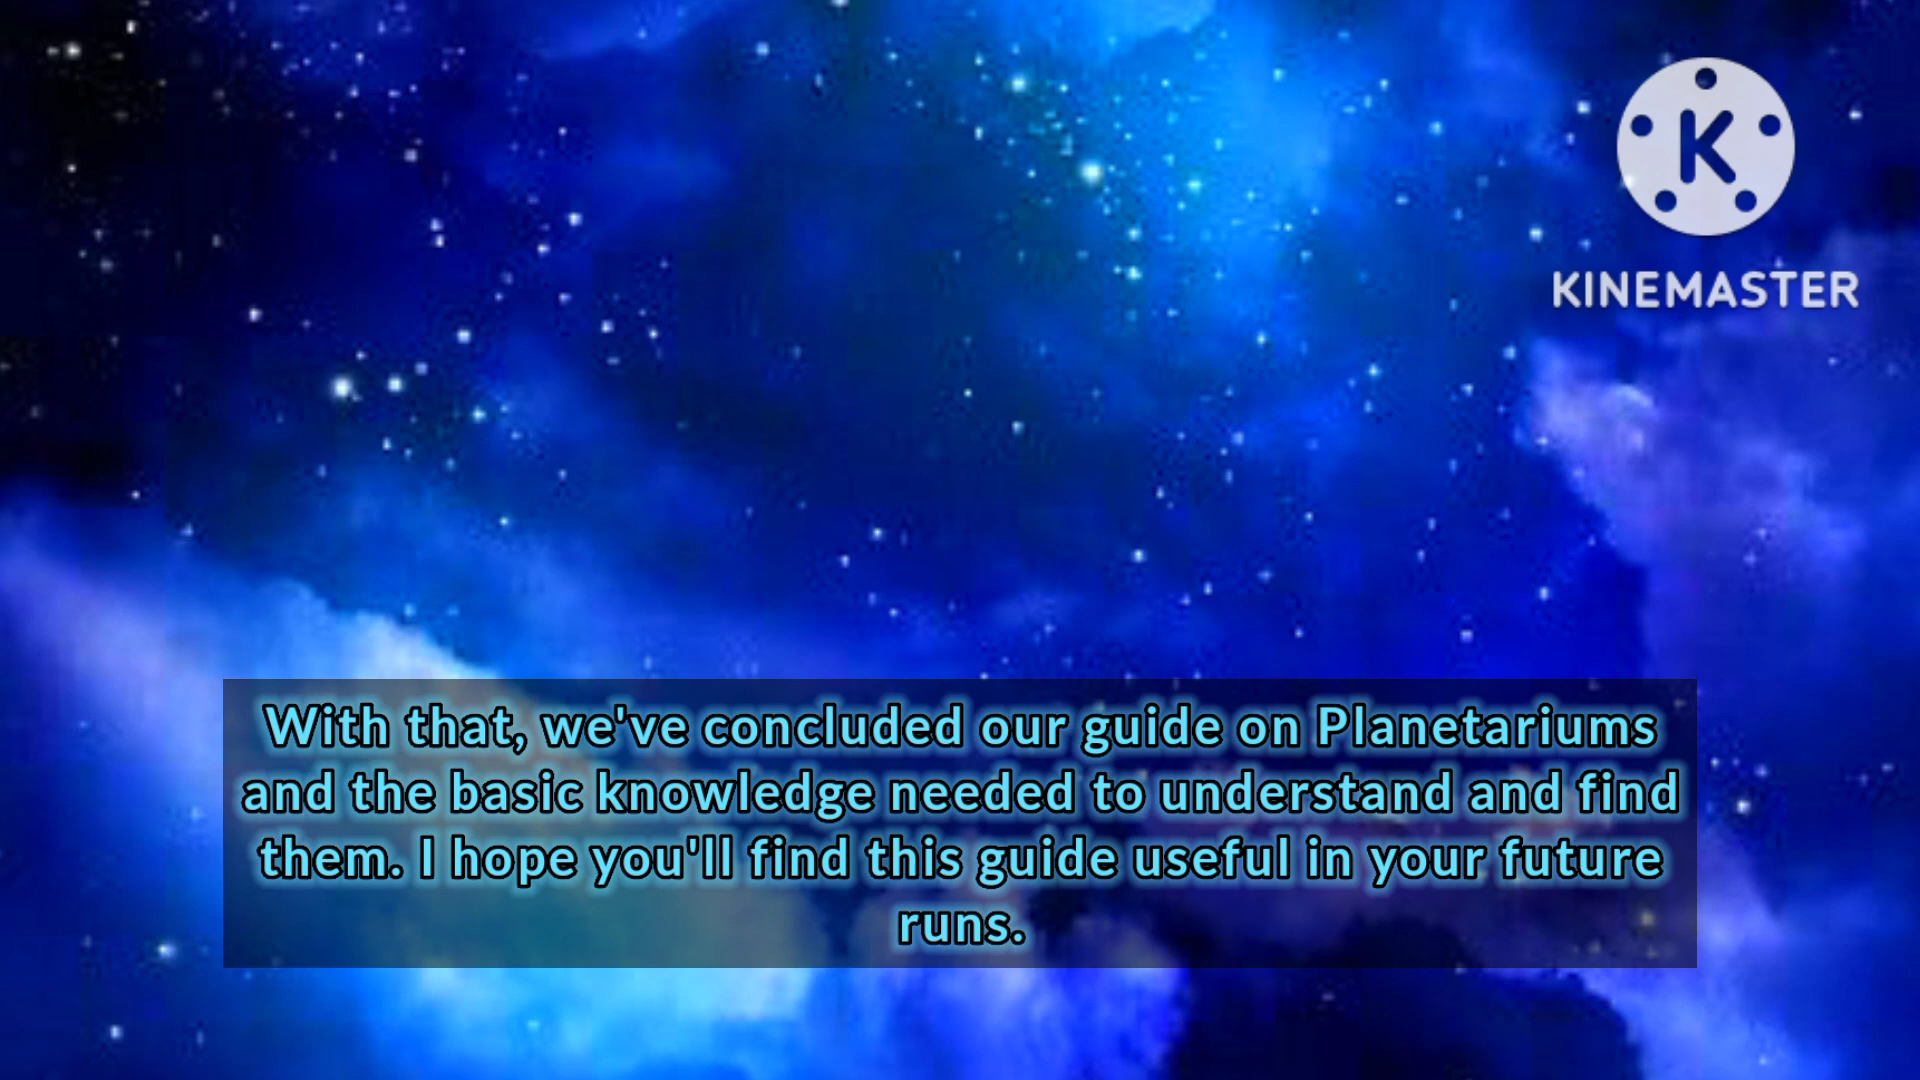 K
KINEMASTER
With that, we've concluded our guide on Planetariums
and the basic knowledge needed to understand and find
them. I hope you'll find this guide useful in your future
runs.